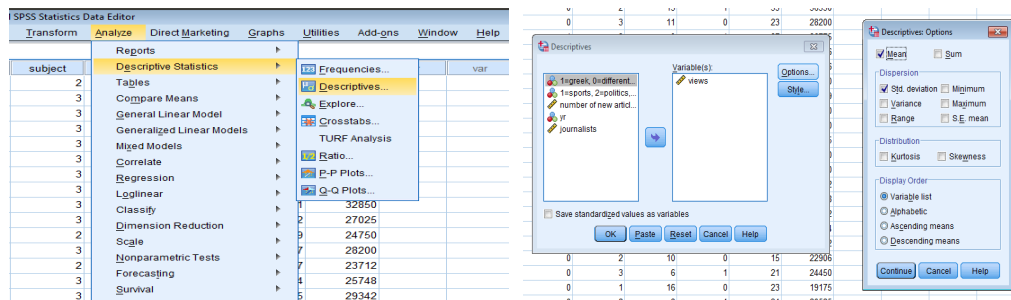 SPSS Statistics Data Editor
Transform Analyze Direct Marketing Graphs Utilities Add-ons Window Help
Reports
subject Descriptive Statistics Frequencies... var
2 Tables Descriptives...
3 Compare Means Explore...
3 General Linear Model Crosstabs...
3 Generalized Linear Models TURF Analysis
3 Mixed Models Ratio...
3 Correlate P-P Plots...
3 Regression Q-Q Plots...
3 Loglinear 1 32850
3 Classify 2 27025
2 Dimension Reduction 9 24750
3 Scale 7 28200
2 Nonparametric Tests 7 23712
3 Forecasting 4 25748
3 Survival 5 29342
0 3 11 0 23 28200
Descriptives
1=greek, 0=different...
1=sports, 2=politics,...
number of new articl...
yr
journalists
Variable(s):
views
Options...
Style...
Save standardized values as variables
OK Paste Reset Cancel Help
0 2 10 0 15 22906
0 3 6 1 21 24450
0 1 16 0 23 19175
Descriptives: Options
Mean Sum
Dispersion
Std. deviation Minimum
Variance Maximum
Range S.E. mean
Distribution
Kurtosis Skewness
Display Order
Variable list
Alphabetic
Ascending means
Descending means
Continue Cancel Help